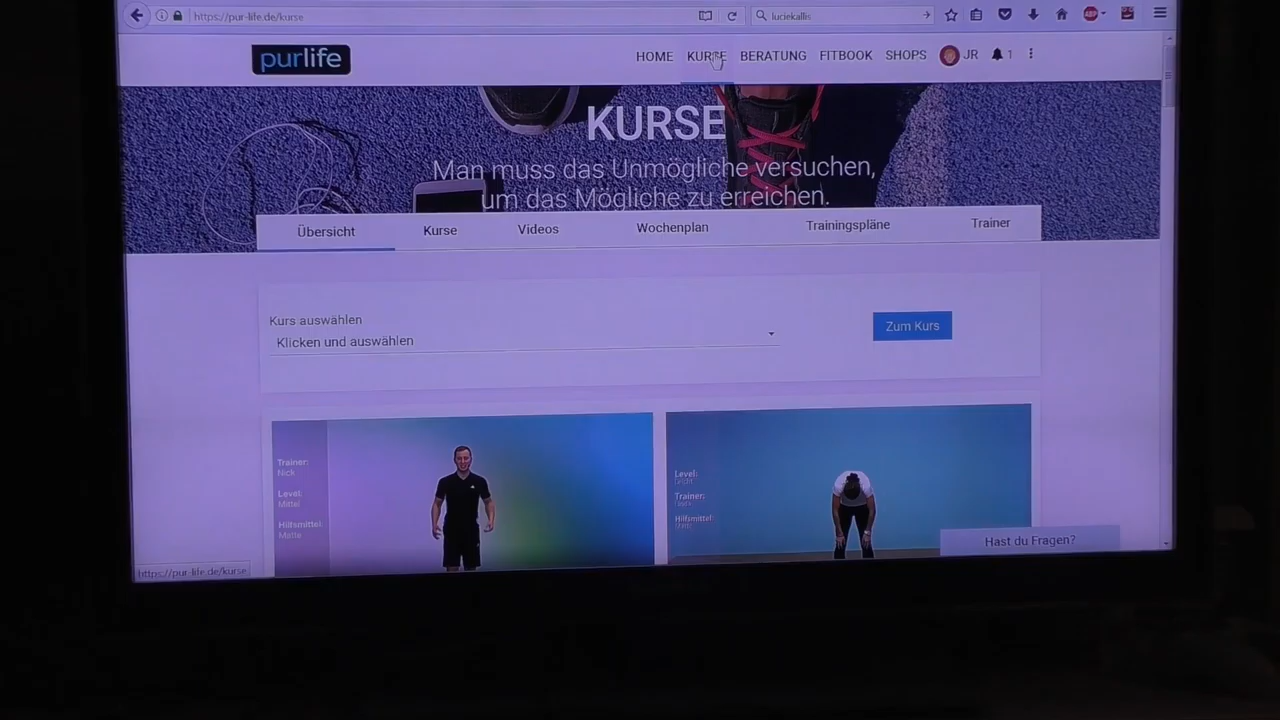 https://pur-life.de/kurse
luciekallis
ABP
purlife
HOME KURSE BERATUNG FITBOOK SHOPS JR 1
KURSE
Man muss das Unmögliche versuchen,
um das Mögliche zu erreichen.
Übersicht Kurse Videos Wochenplan Trainingspläne Trainer
Kurs auswählen
Klicken und auswählen
Zum Kurs
Trainer:
Nick
Level:
Mittel
Hilfsmittel:
Matte
Level:
Leicht
Trainer:
Hilfsmittel:
Hast du Fragen?
https://pur-life.de/kurse